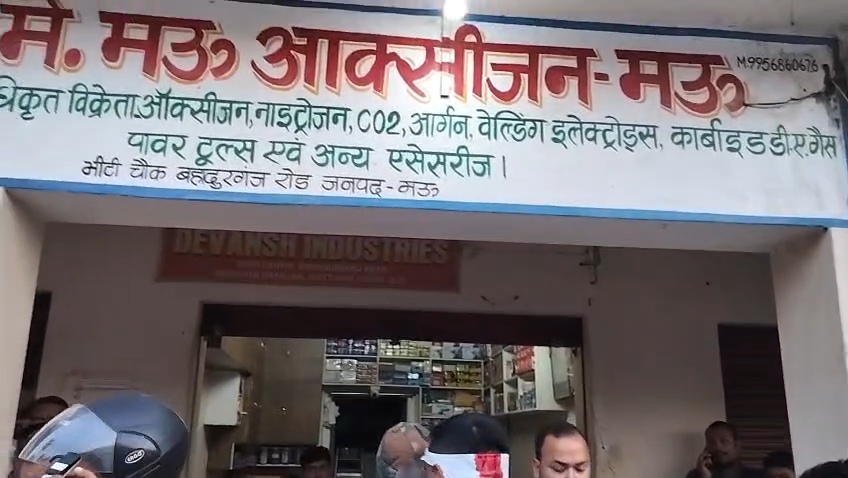 मे. मऊ आक्सीजन-मऊ M.9956860676
धिकृत विक्रेता.ऑक्सीजन,नाइट्रोजन, CO2, आर्गन, वेल्डिंग इलेक्ट्रोड्स, कार्बाइड डी.ए.गैस
पावर टूल्स एवं अन्य एसेसरीज।
भीटी चौक बहादुरगंज रोड जनपद-मऊ
DEVANSH INDUSTRIES